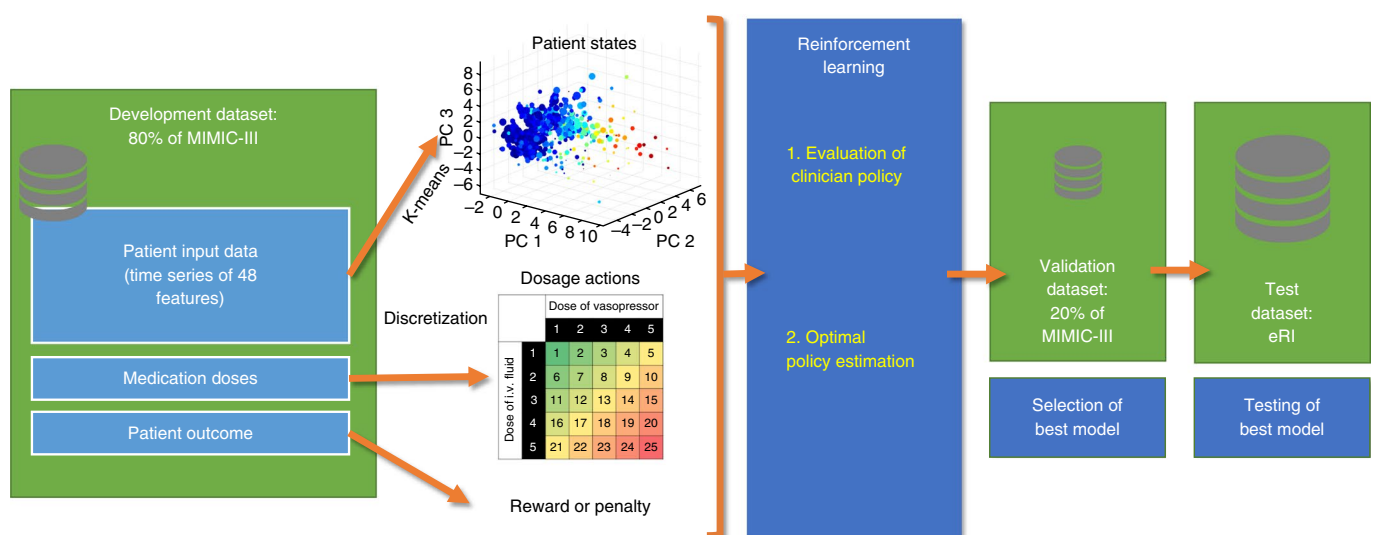 Development dataset:
80% of MIMIC-III
Patient input data
(time series of 48
features)
Medication doses
Patient outcome
K-means
Discretization
Patient states
8
6
4
2
0
−2
−4
−6
PC 3
−2 0 2 4 6 8 10
PC 1
−4 −2 0 2 4 6
PC 2
Dosage actions
Dose of vasopressor
1 2 3 4 5
Dose of i.v. fluid
1 1 2 3 4 5
2 6 7 8 9 10
3 11 12 13 14 15
4 16 17 18 19 20
5 21 22 23 24 25
Reward or penalty
Reinforcement
learning
1. Evaluation of
clinician policy
2. Optimal
policy estimation
Validation
dataset:
20% of
MIMIC-III
Selection of
best model
Test
dataset:
eRI
Testing of
best model